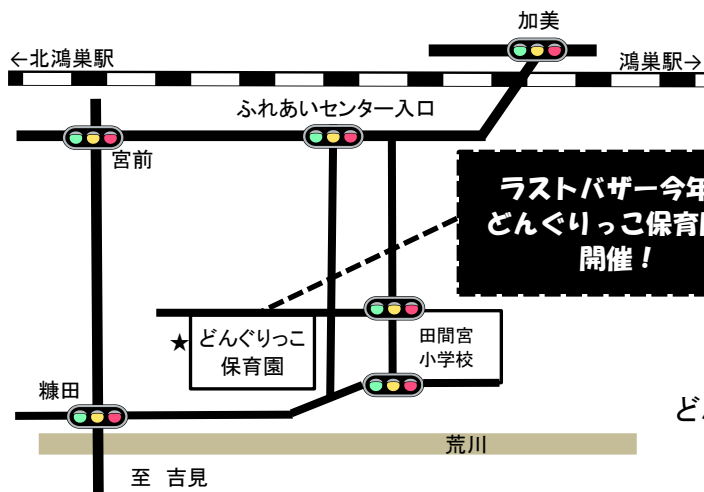 加美
←北鴻巣駅
鴻巣駅→
ふれあいセンター入口
宮前
ラストバザー今年
どんぐりっこ保育
開催！
★
どんぐりっこ
保育園
田間宮
小学校
糠田
ど
荒川
至 吉見